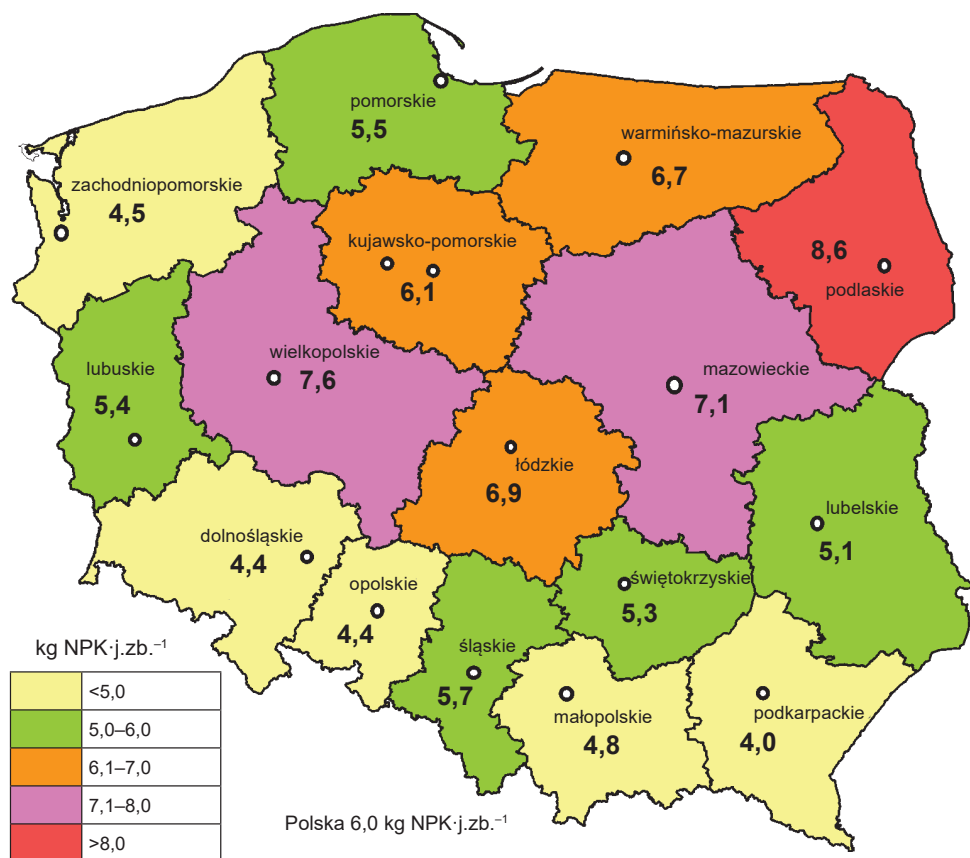 pomorskie
5,5
warmińsko-mazurskie
6,7
zachodniopomorskie
4,5
kujawsko-pomorskie
6,1
8,6
podlaskie
wielkopolskie
7,6
mazowieckie
7,1
lubuskie
5,4
łódzkie
6,9
lubelskie
5,1
dolnośląskie
4,4
opolskie
4,4
świętokrzyskie
5,3
śląskie
5,7
małopolskie
4,8
podkarpackie
4,0
kg NPK·j.zb.⁻¹
<5,0
5,0–6,0
6,1–7,0
7,1–8,0
>8,0
Polska 6,0 kg NPK·j.zb.⁻¹